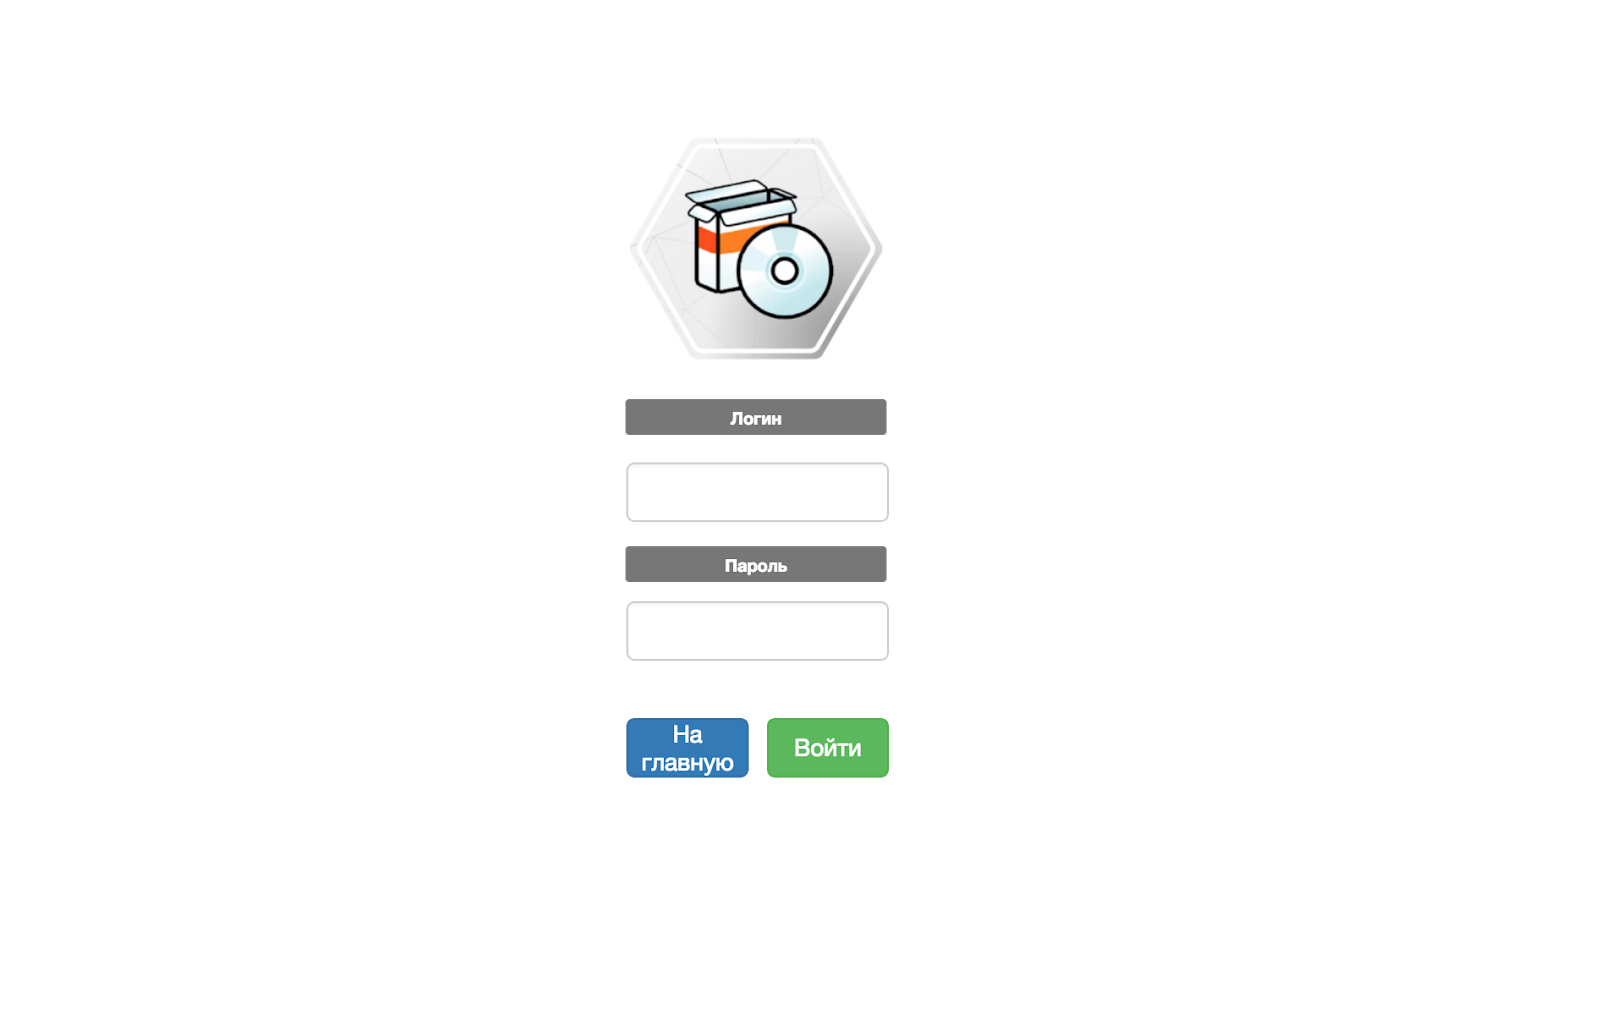 Логин
Пароль
На
главную
Войти